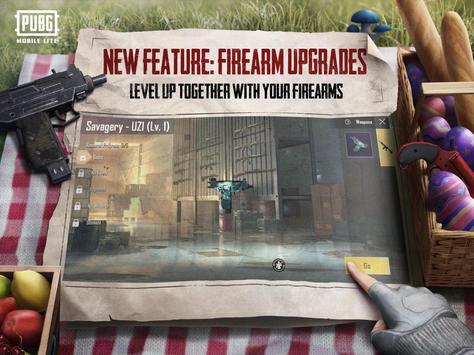 PUBG
MOBILE LITE
NEW FEATURE: FIREARM UPGRADES
LEVEL UP TOGETHER WITH YOUR FIREARMS
Savagery - UZI (Lv. 1)
Weapons
Go